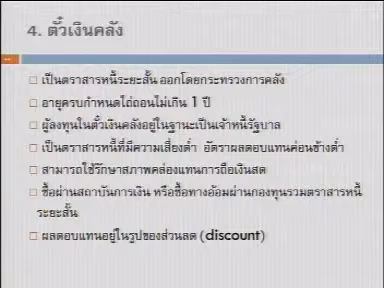 4. ตั๋วเงินคลัง
เป็นตราสารหนี้ระยะสั้น ออกโดยกระทรวงการคลัง
อายุครบกำหนดไถ่ถอนไม่เกิน 1 ปี
ผู้ลงทุนในตั๋วเงินคลังอยู่ในฐานะเป็นเจ้าหนี้รัฐบาล
เป็นตราสารหนี้ที่มีความเสี่ยงต่ำ อัตราผลตอบแทนค่อนข้างต่ำ
สามารถใช้รักษาสภาพคล่องแทนการถือเงินสด
ซื้อผ่านสถาบันการเงิน หรือซื้อทางอ้อมผ่านกองทุนรวมตราสารหนี้
ระยะสั้น
ผลตอบแทนอยู่ในรูปของส่วนลด (discount)